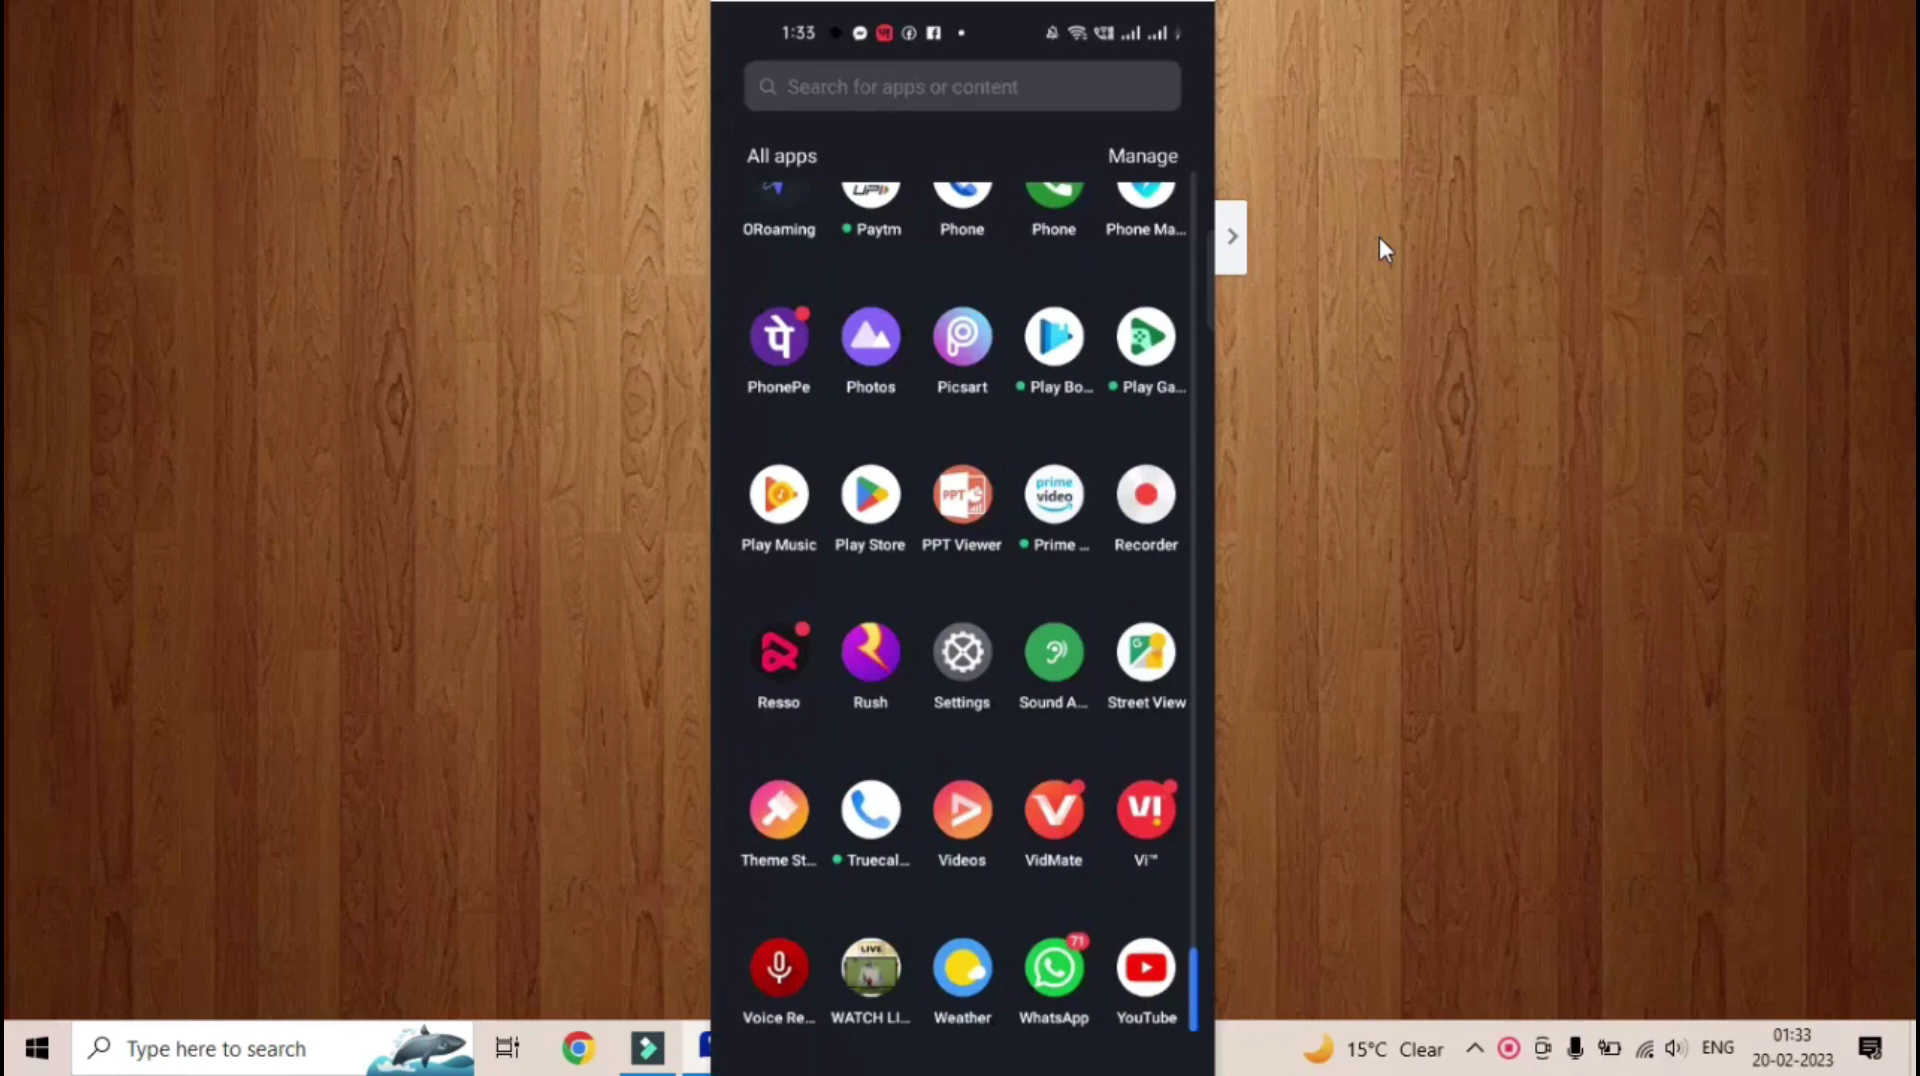 1:33
Search for apps or content
All apps Manage
UPI
ORoaming Paytm Phone Phone Phone Ma...
पे
PhonePe Photos Picsart Play Bo... Play Ga...
PPT prime video
Play Music Play Store PPT Viewer Prime ... Recorder
Resso Rush Settings Sound A... Street View
VI
Theme St... Truecal... Videos VidMate Vi™
LIVE 71
Voice Re... WATCH LI... Weather WhatsApp YouTube
Type here to search 15°C Clear ENG 01:33
20-02-2023